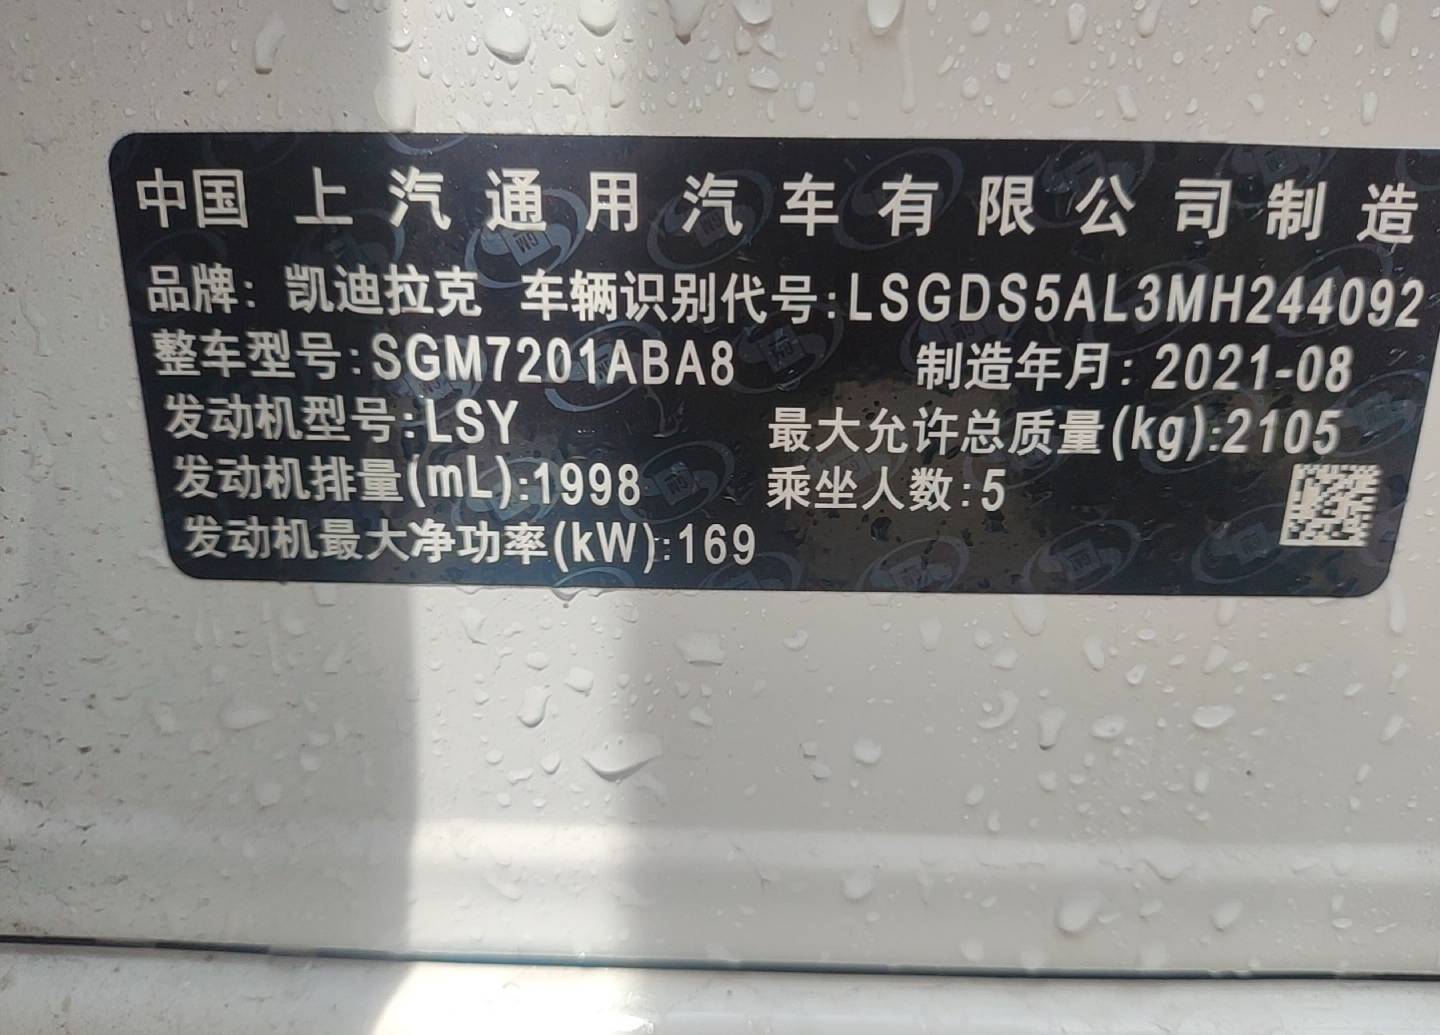 中国 上汽通用汽车有限公司制造
品牌: 凯迪拉克 车辆识别代号:LSGDS5AL3MH244092
整车型号:SGM7201ABA8 制造年月: 2021-08
发动机型号:LSY 最大允许总质量(kg):2105
发动机排量(mL):1998 乘坐人数:5
发动机最大净功率(kW):169